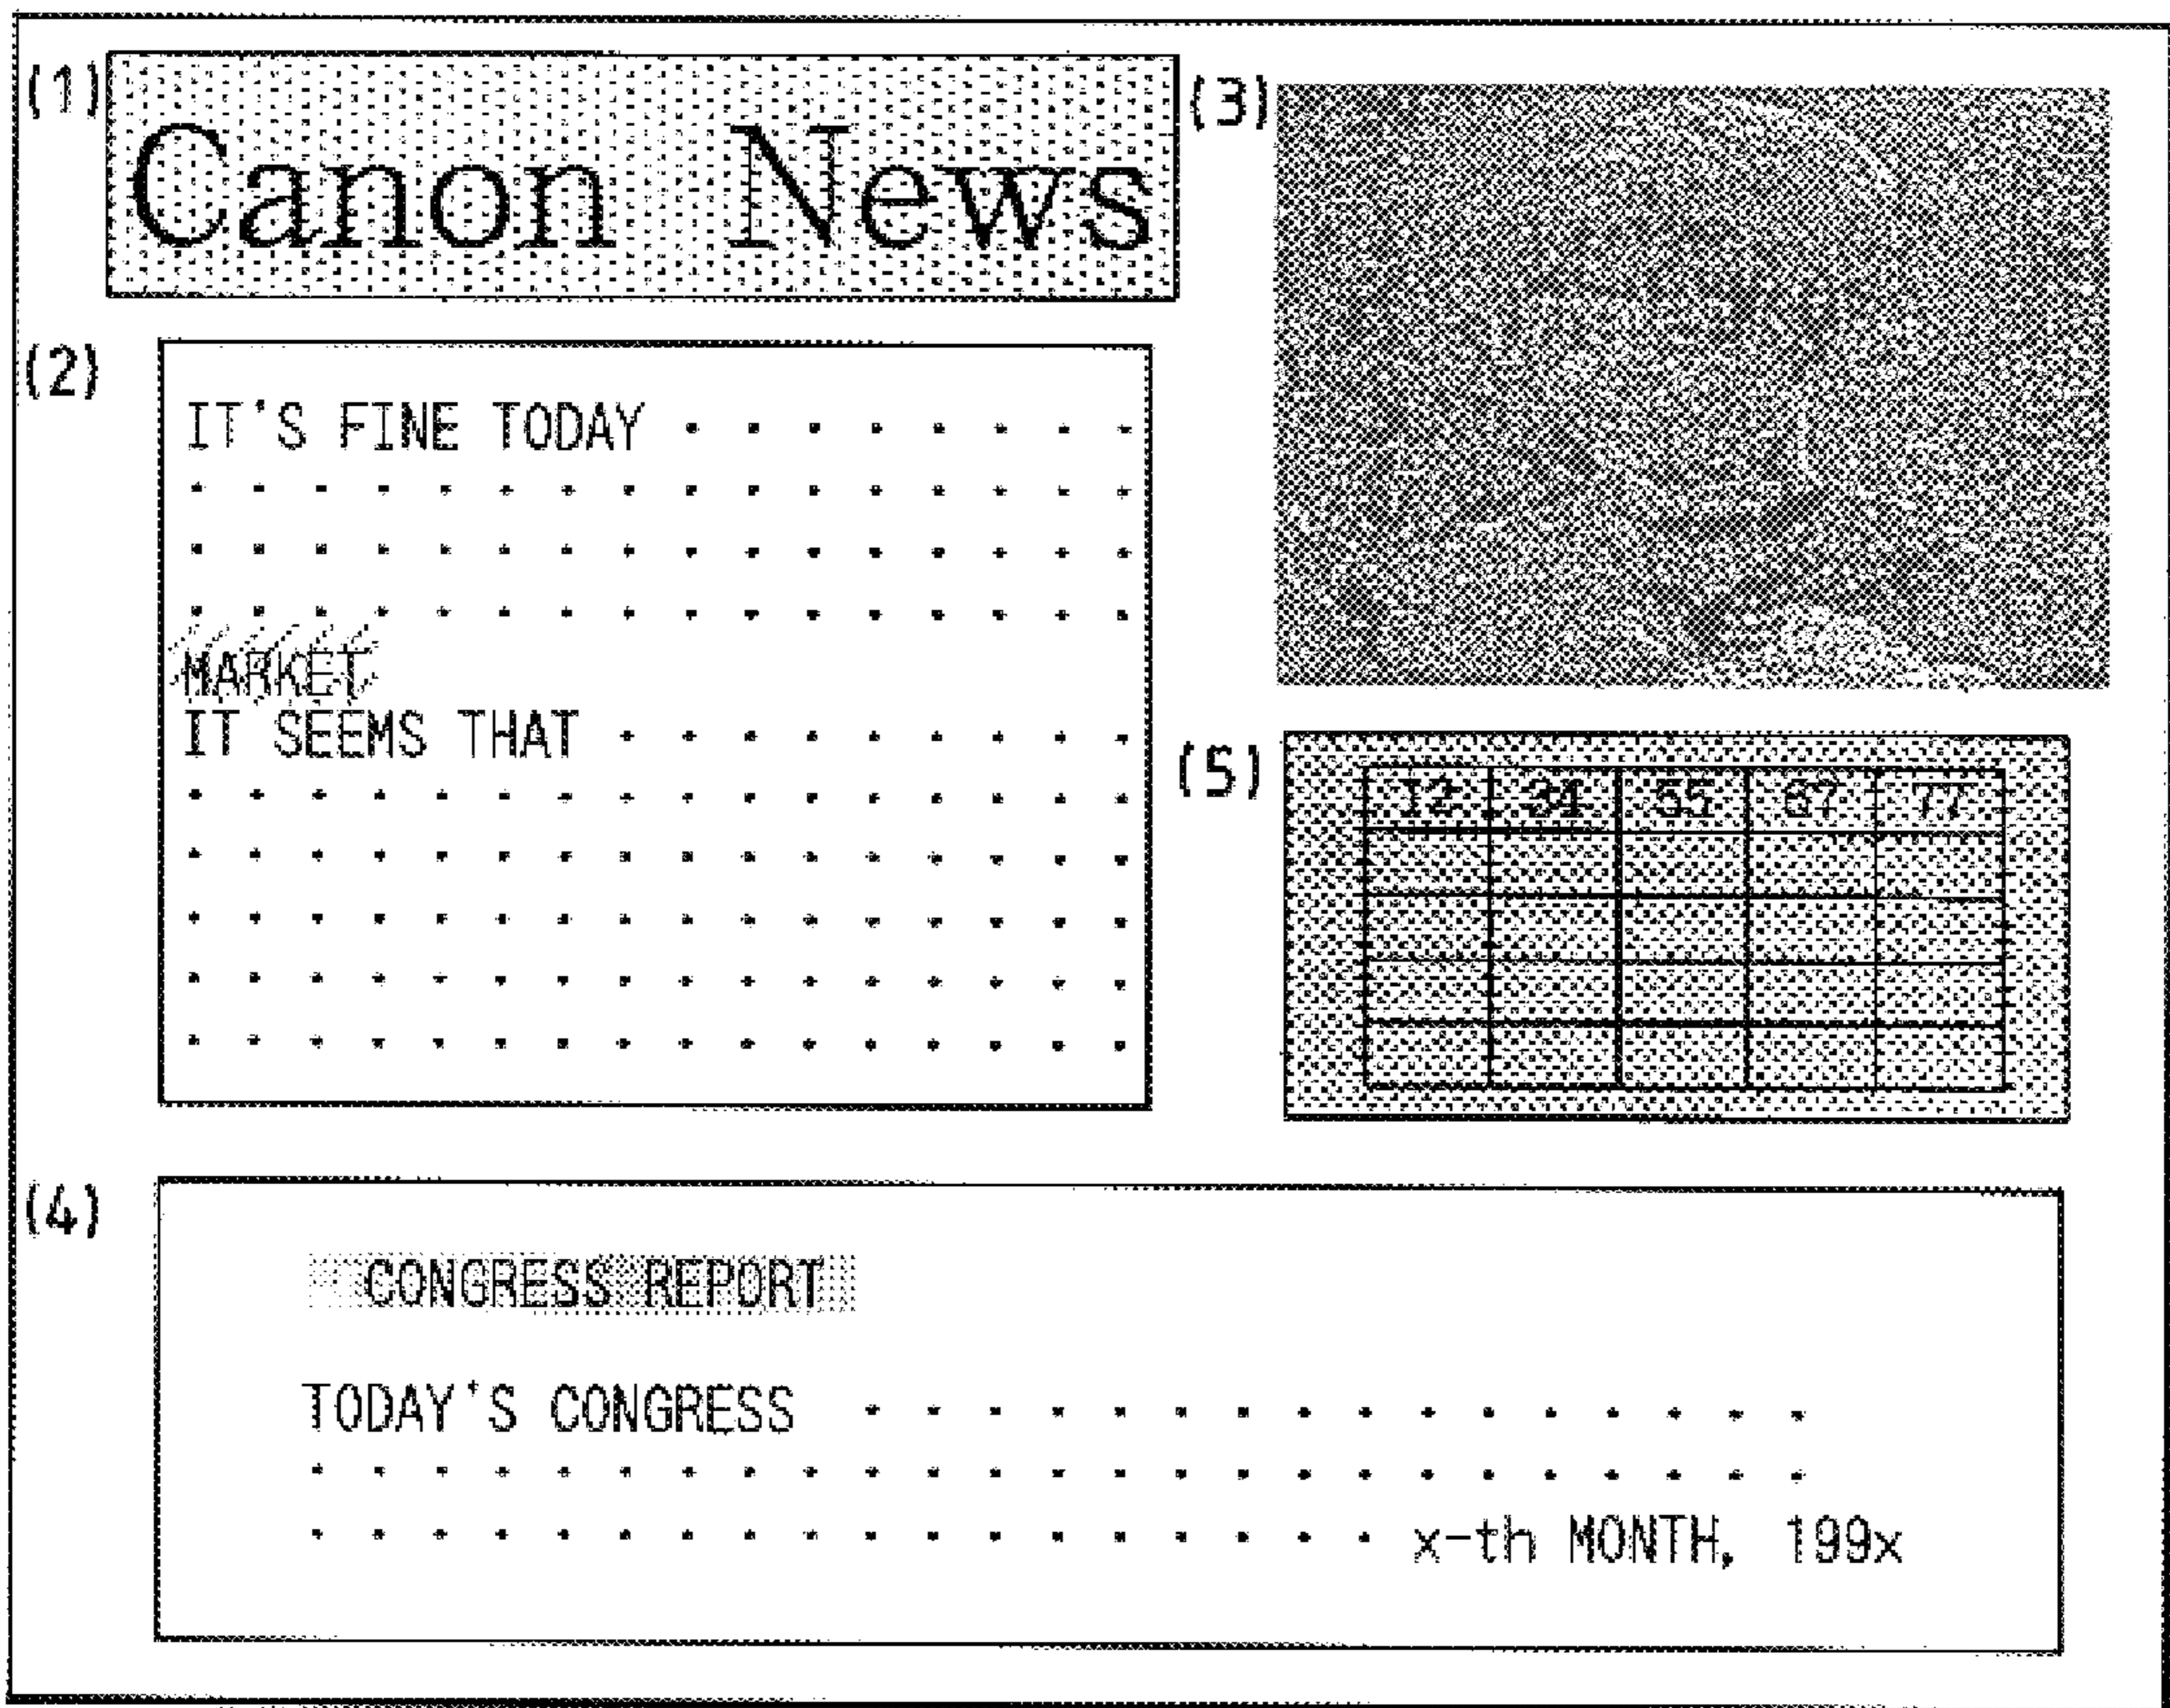 (1)
Canon News
(2)
IT'S FINE TODAY · · · · · · · ·
· · · · · · · · · · · · · · · ·
· · · · · · · · · · · · · · · ·
· · · · · · · · · · · · · · · ·
MARKET
IT SEEMS THAT · · · · · · · · ·
· · · · · · · · · · · · · · · ·
· · · · · · · · · · · · · · · ·
· · · · · · · · · · · · · · · ·
· · · · · · · · · · · · · · · ·
· · · · · · · · · · · · · · · ·
(3)
(5)
12 34 55 67 77
(4)
CONGRESS REPORT
TODAY'S CONGRESS · · · · · · · · · · · · · · · ·
· · · · · · · · · · · · · · · · · · · · · · · · ·
· · · · · · · · · · · · · · · · · · x-th MONTH, 199x